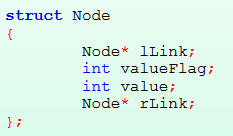 struct Node
{
Node* lLink;
int valueFlag;
int value;
Node* rLink;
};